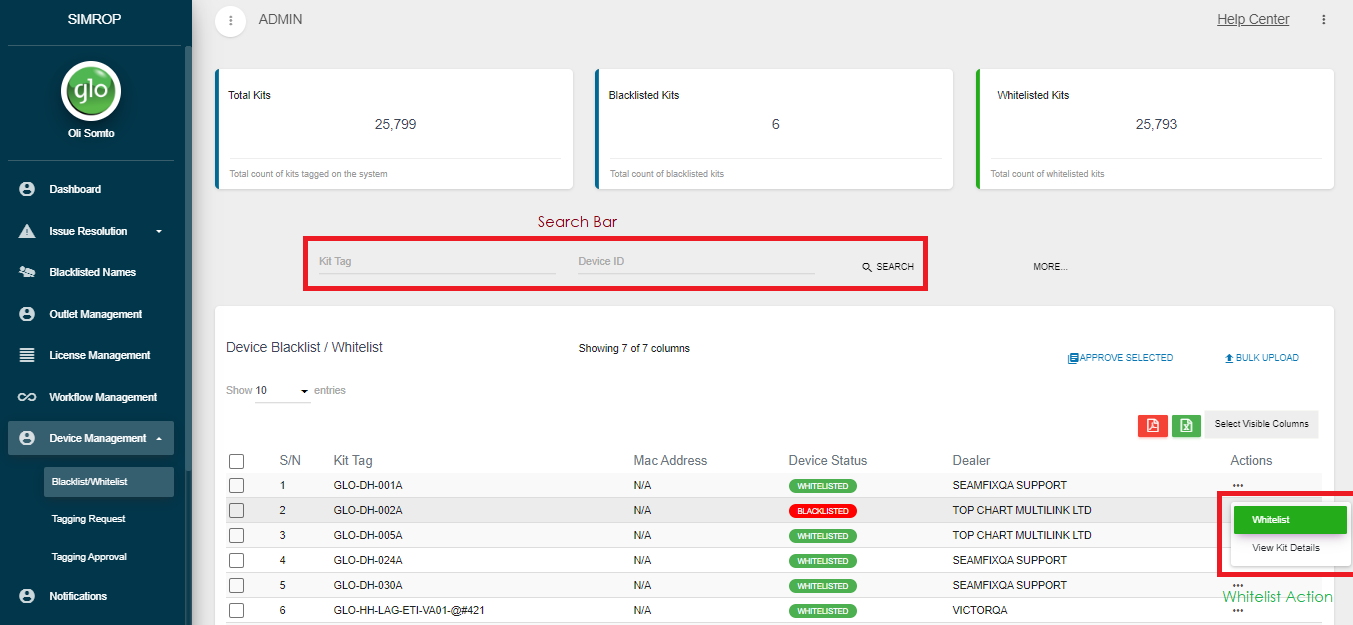 SIMROP
ADMIN
Help Center
glo
Oli Somto
Dashboard
Issue Resolution
Blacklisted Names
Outlet Management
License Management
Workflow Management
Device Management
Blacklist/Whitelist
Tagging Request
Tagging Approval
Notifications
Total Kits
25,799
Total count of kits tagged on the system
Blacklisted Kits
6
Total count of blacklisted kits
Whitelisted Kits
25,793
Total count of whitelisted kits
Search Bar
Kit Tag Device ID SEARCH MORE...
Device Blacklist / Whitelist Showing 7 of 7 columns APPROVE SELECTED BULK UPLOAD
Show 10 entries
Select Visible Columns
S/N Kit Tag Mac Address Device Status Dealer Actions
1 GLO-DH-001A N/A WHITELISTED SEAMFIXQA SUPPORT ...
2 GLO-DH-002A N/A BLACKLISTED TOP CHART MULTILINK LTD
3 GLO-DH-005A N/A WHITELISTED TOP CHART MULTILINK LTD
4 GLO-DH-024A N/A WHITELISTED SEAMFIXQA SUPPORT
5 GLO-DH-030A N/A WHITELISTED SEAMFIXQA SUPPORT ...
6 GLO-HH-LAG-ETI-VA01-@#421 N/A WHITELISTED VICTORQA ...
Whitelist
View Kit Details
Whitelist Action